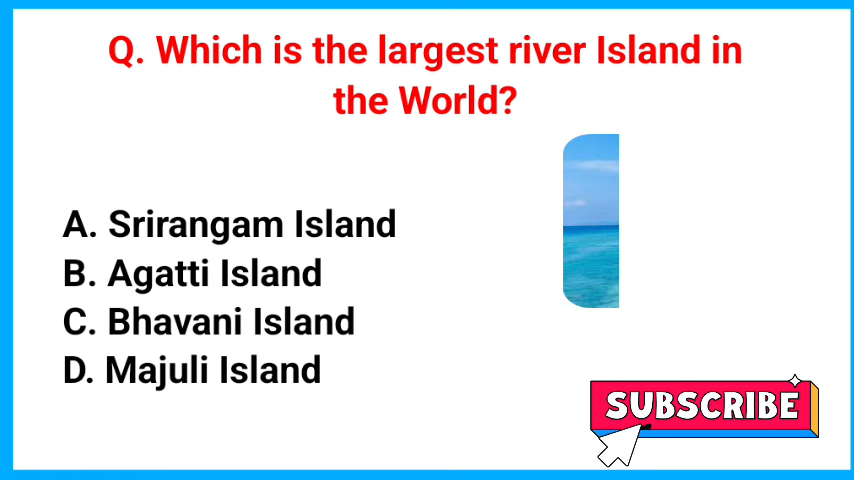 Q. Which is the largest river Island in
the World?
A. Srirangam Island
B. Agatti Island
C. Bhavani Island
D. Majuli Island
SUBSCRIBE